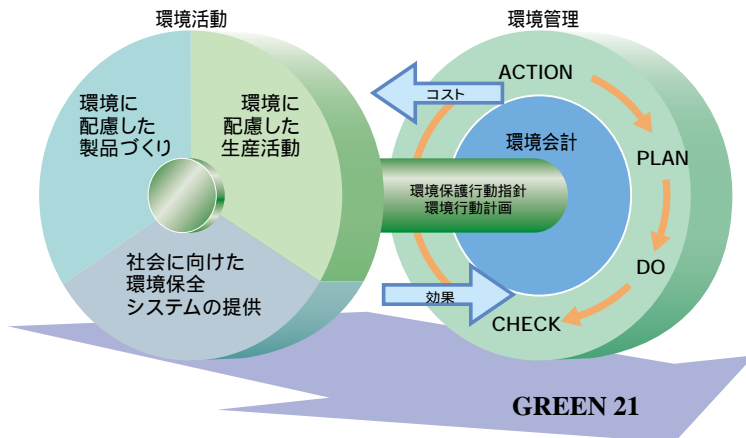 環境活動
環境管理
環境に
配慮した
製品づくり
環境に
配慮した
生産活動
社会に向けた
環境保全
システムの提供
コスト
効果
環境保護行動指針
環境行動計画
環境会計
ACTION
PLAN
DO
CHECK
GREEN 21